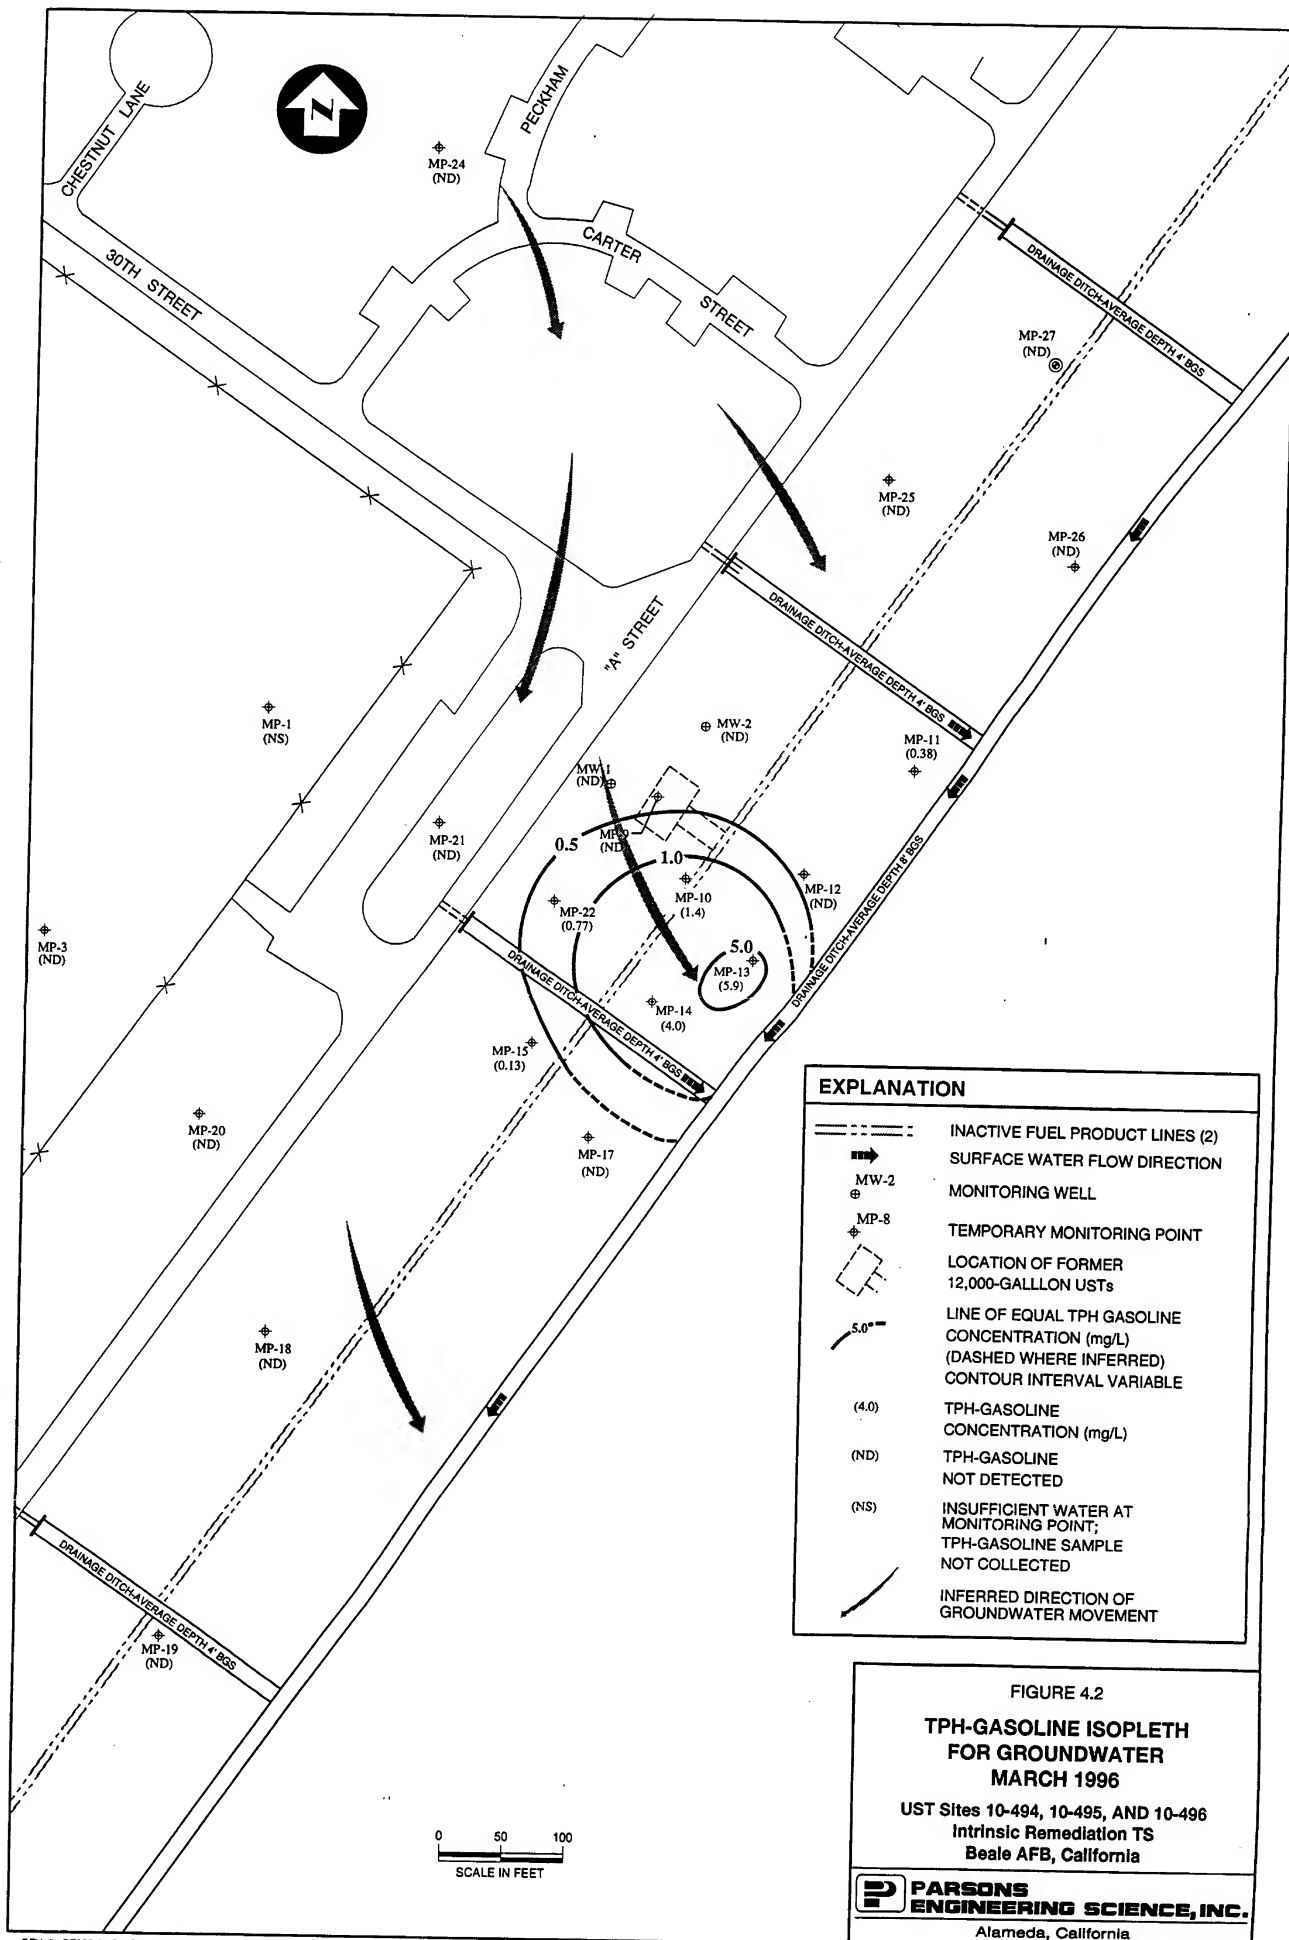 CHESTNUT LANE
N
PECKHAM
MP-24
(ND)
CARTER
STREET
30TH STREET
DRAINAGE DITCH-AVERAGE DEPTH 4' BGS
MP-27
(ND)
MP-25
(ND)
MP-26
(ND)
"A" STREET
DRAINAGE DITCH-AVERAGE DEPTH 4' BGS
MP-1
(NS)
MW-2
(ND)
MP-11
(0.38)
MW-1
(ND)
MP-21
(ND)
MP-9
(ND)
0.5
1.0
MP-10
(1.4)
MP-12
(ND)
MP-22
(0.77)
MP-3
(ND)
5.0
MP-13
(5.9)
DRAINAGE DITCH-AVERAGE DEPTH 8' BGS
DRAINAGE DITCH-AVERAGE DEPTH 4' BGS
MP-14
(4.0)
MP-15
(0.13)
MP-20
(ND)
MP-17
(ND)
MP-18
(ND)
DRAINAGE DITCH-AVERAGE DEPTH 4' BGS
MP-19
(ND)
EXPLANATION
INACTIVE FUEL PRODUCT LINES (2)
SURFACE WATER FLOW DIRECTION
MW-2
MONITORING WELL
MP-8
TEMPORARY MONITORING POINT
LOCATION OF FORMER
12,000-GALLLON USTs
5.0
LINE OF EQUAL TPH GASOLINE
CONCENTRATION (mg/L)
(DASHED WHERE INFERRED)
CONTOUR INTERVAL VARIABLE
(4.0)
TPH-GASOLINE
CONCENTRATION (mg/L)
(ND)
TPH-GASOLINE
NOT DETECTED
(NS)
INSUFFICIENT WATER AT
MONITORING POINT;
TPH-GASOLINE SAMPLE
NOT COLLECTED
INFERRED DIRECTION OF
GROUNDWATER MOVEMENT
0 50 100
SCALE IN FEET
FIGURE 4.2
TPH-GASOLINE ISOPLETH
FOR GROUNDWATER
MARCH 1996
UST Sites 10-494, 10-495, AND 10-496
Intrinsic Remediation TS
Beale AFB, California
PARSONS
ENGINEERING SCIENCE, INC.
Alameda, California